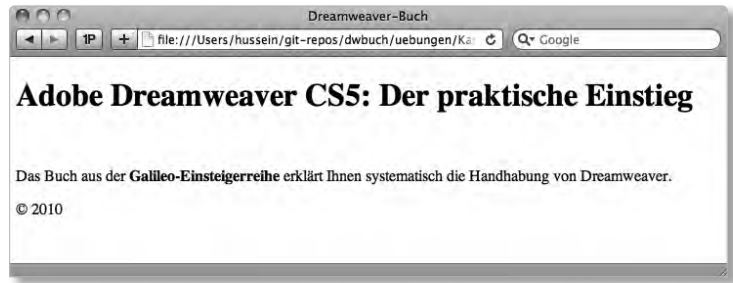 Dreamweaver-Buch
1P + file:///Users/hussein/git-repos/dwbuch/uebungen/Ka Google
Adobe Dreamweaver CS5: Der praktische Einstieg
Das Buch aus der Galileo-Einsteigerreihe erklärt Ihnen systematisch die Handhabung von Dreamweaver.
© 2010